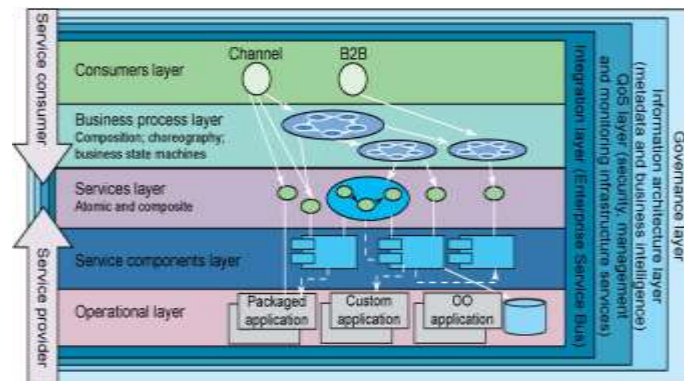 Service consumer
Service provider
Channel
B2B
Consumers layer
Business process layer
Composition; choreography;
business state machines
Services layer
Atomic and composite
Service components layer
Operational layer
Packaged
application
Custom
application
OO
application
Integration layer (Enterprise Service Bus)
QoS layer (security, management
and monitoring infrastructure services)
Information architecture layer
(metadata and business intelligence)
Governance layer